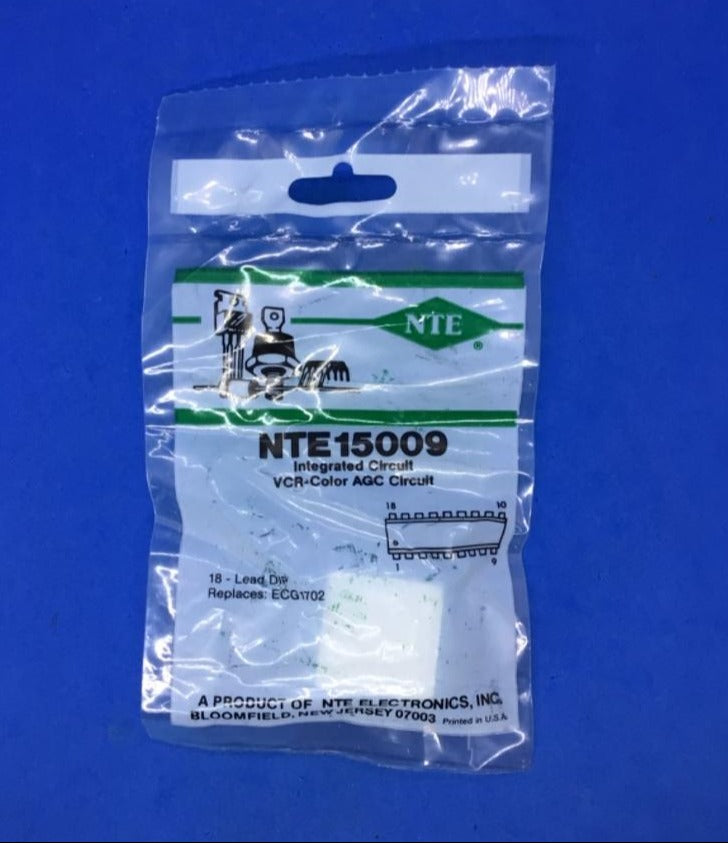 NTE
®
NTE15009
Integrated Circuit
VCR-Color AGC Circuit
18 10
1 9
18 - Lead DIP
Replaces: ECG1702
A PRODUCT OF NTE ELECTRONICS, INC.
BLOOMFIELD, NEW JERSEY 07003 Printed in U.S.A.